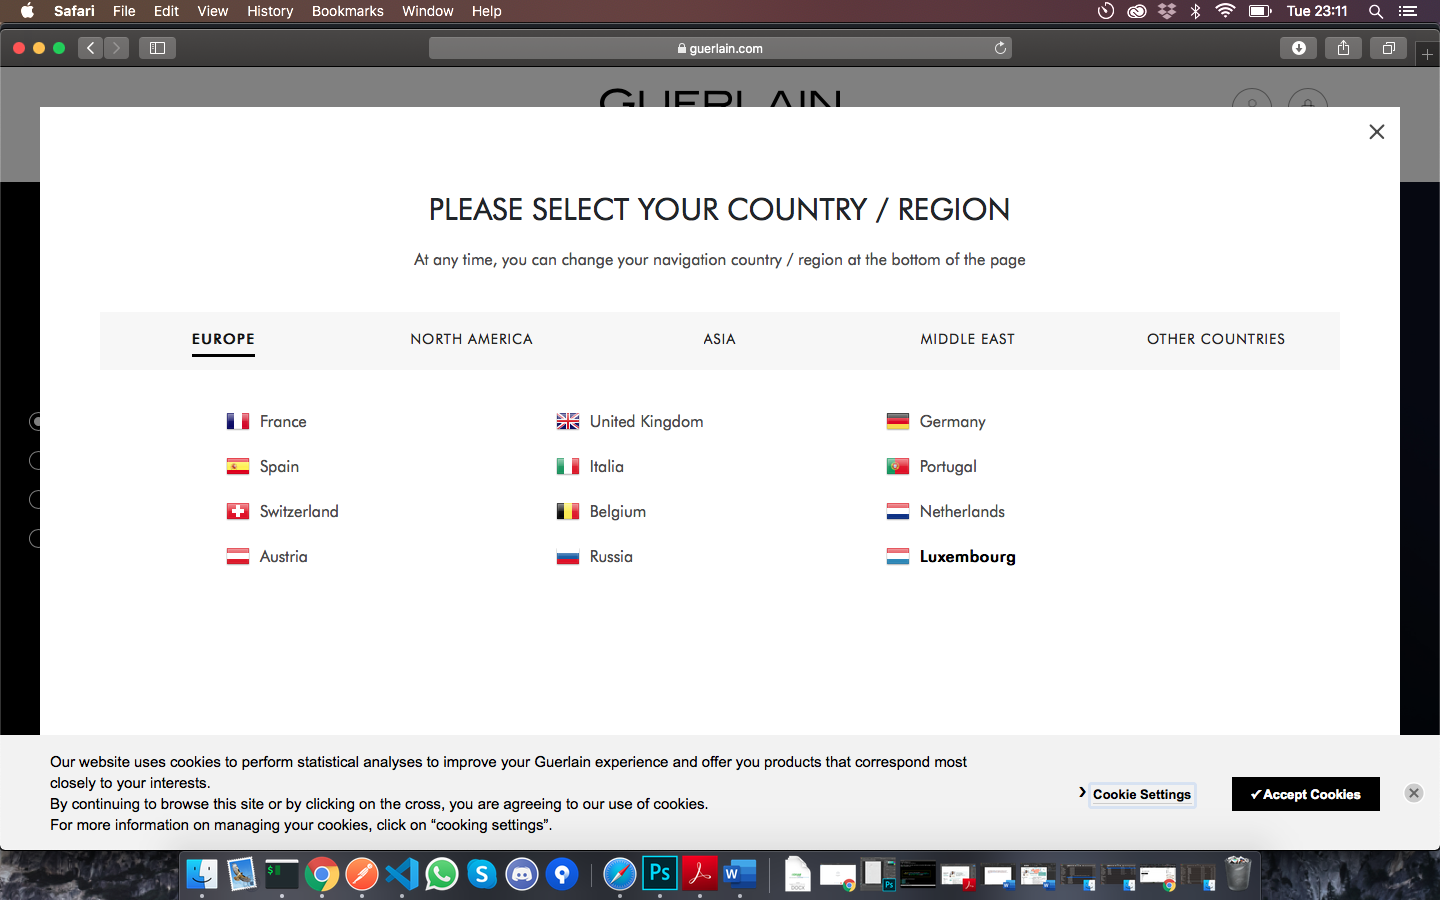 Safari File Edit View History Bookmarks Window Help Tue 23:11
guerlain.com
GUERLAIN
PLEASE SELECT YOUR COUNTRY / REGION
At any time, you can change your navigation country / region at the bottom of the page
EUROPE NORTH AMERICA ASIA MIDDLE EAST OTHER COUNTRIES
France United Kingdom Germany
Spain Italia Portugal
Switzerland Belgium Netherlands
Austria Russia Luxembourg
Our website uses cookies to perform statistical analyses to improve your Guerlain experience and offer you products that correspond most
closely to your interests.
By continuing to browse this site or by clicking on the cross, you are agreeing to our use of cookies.
For more information on managing your cookies, click on “cooking settings”.
Cookie Settings
✔Accept Cookies
Ps
W
DOCX